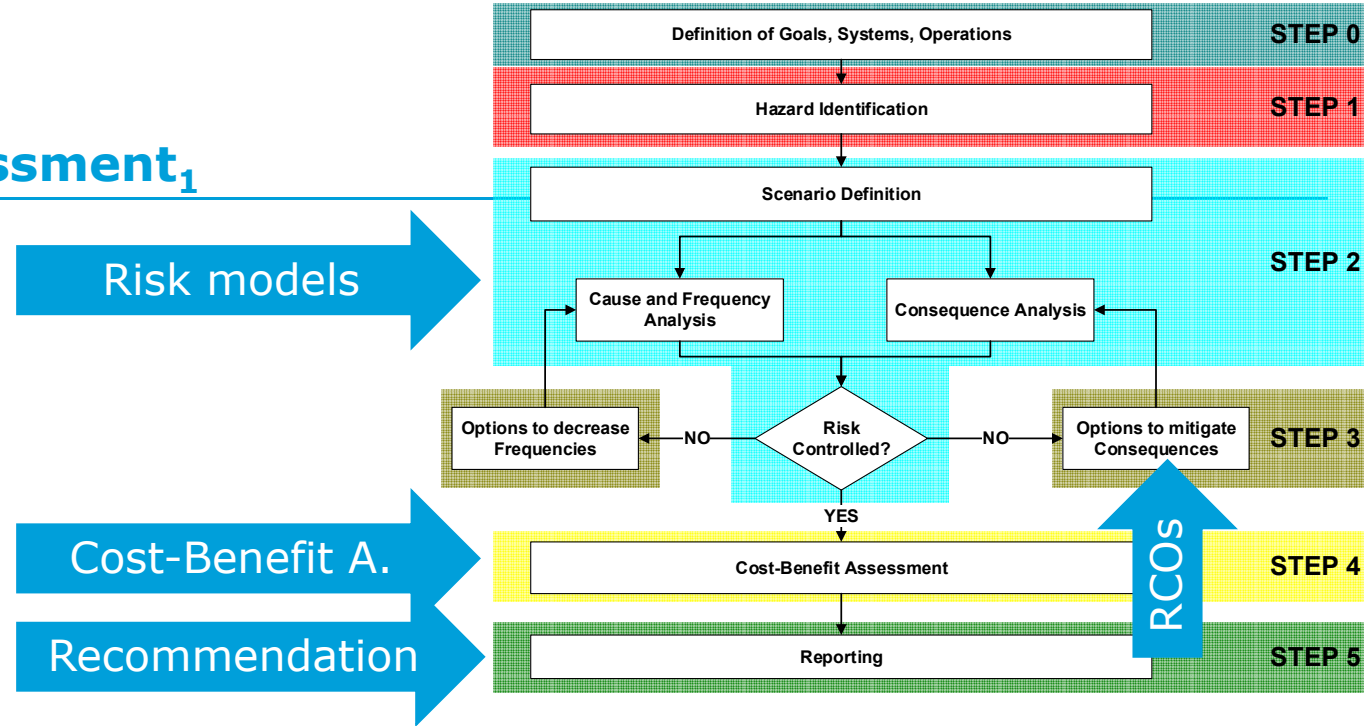 Definition of Goals, Systems, Operations
STEP 0
Hazard Identification
STEP 1
ssment1
Scenario Definition
STEP 2
Risk models
Cause and Frequency
Analysis
Consequence Analysis
Options to decrease
Frequencies
NO
Risk
Controlled?
NO
Options to mitigate
Consequences
STEP 3
YES
Cost-Benefit A.
Cost-Benefit Assessment
RCOs
STEP 4
Recommendation
Reporting
STEP 5